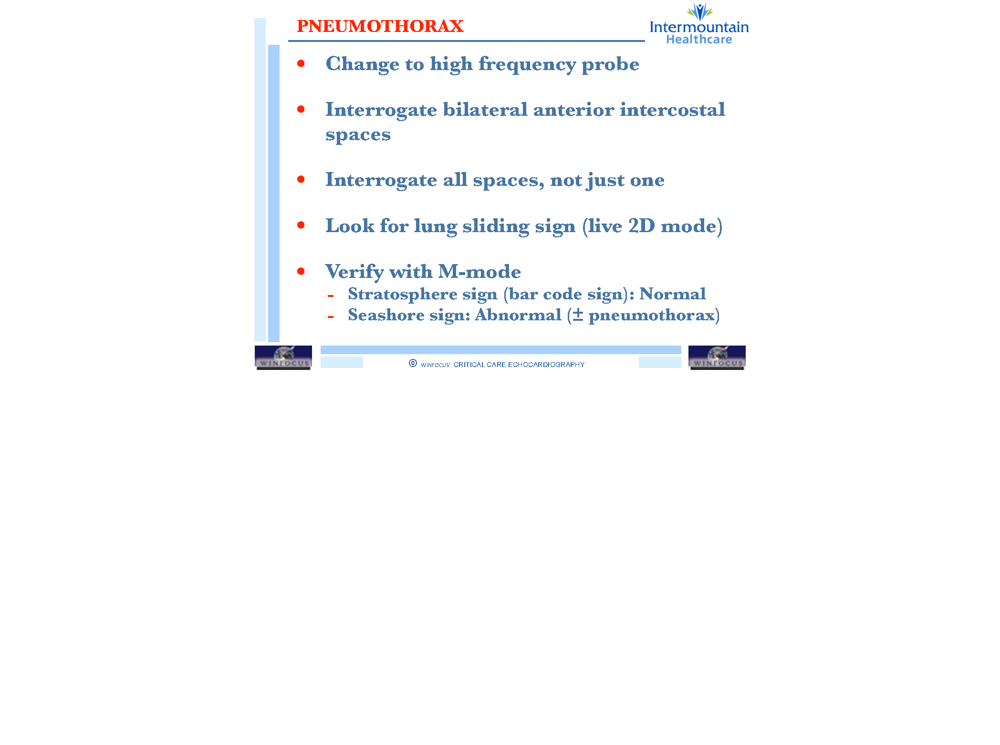 PNEUMOTHORAX
Intermountain
Healthcare
• Change to high frequency probe
• Interrogate bilateral anterior intercostal
spaces
• Interrogate all spaces, not just one
• Look for lung sliding sign (live 2D mode)
• Verify with M-mode
- Stratosphere sign (bar code sign): Normal
- Seashore sign: Abnormal (± pneumothorax)
WINFOCUS
© WINFOCUS' CRITICAL CARE ECHOCARDIOGRAPHY
WINFOCUS